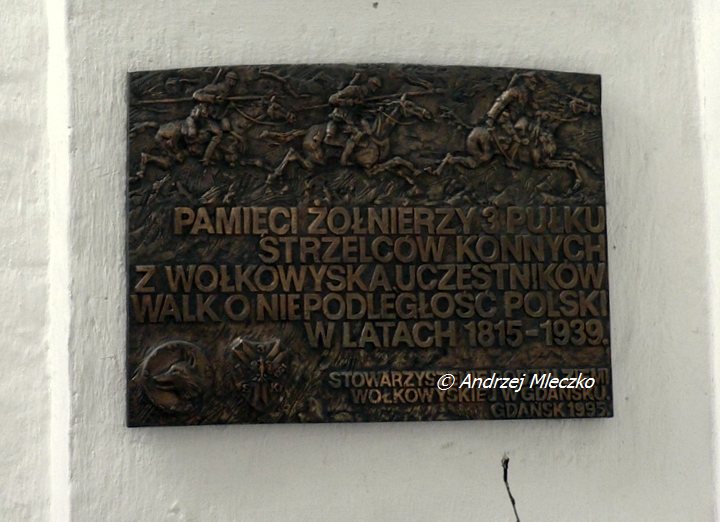 PAMIĘCI ŻOŁNIERZY 3 PUŁKU
STRZELCÓW KONNYCH
Z WOŁKOWYSKA. UCZESTNIKÓW
WALK O NIEPODLEGŁOŚĆ POLSKI
W LATACH 1815-1939.
© Andrzej Mleczko
WOŁKOWYSKIEJ W GDAŃSKU.
GDAŃSK 1995.